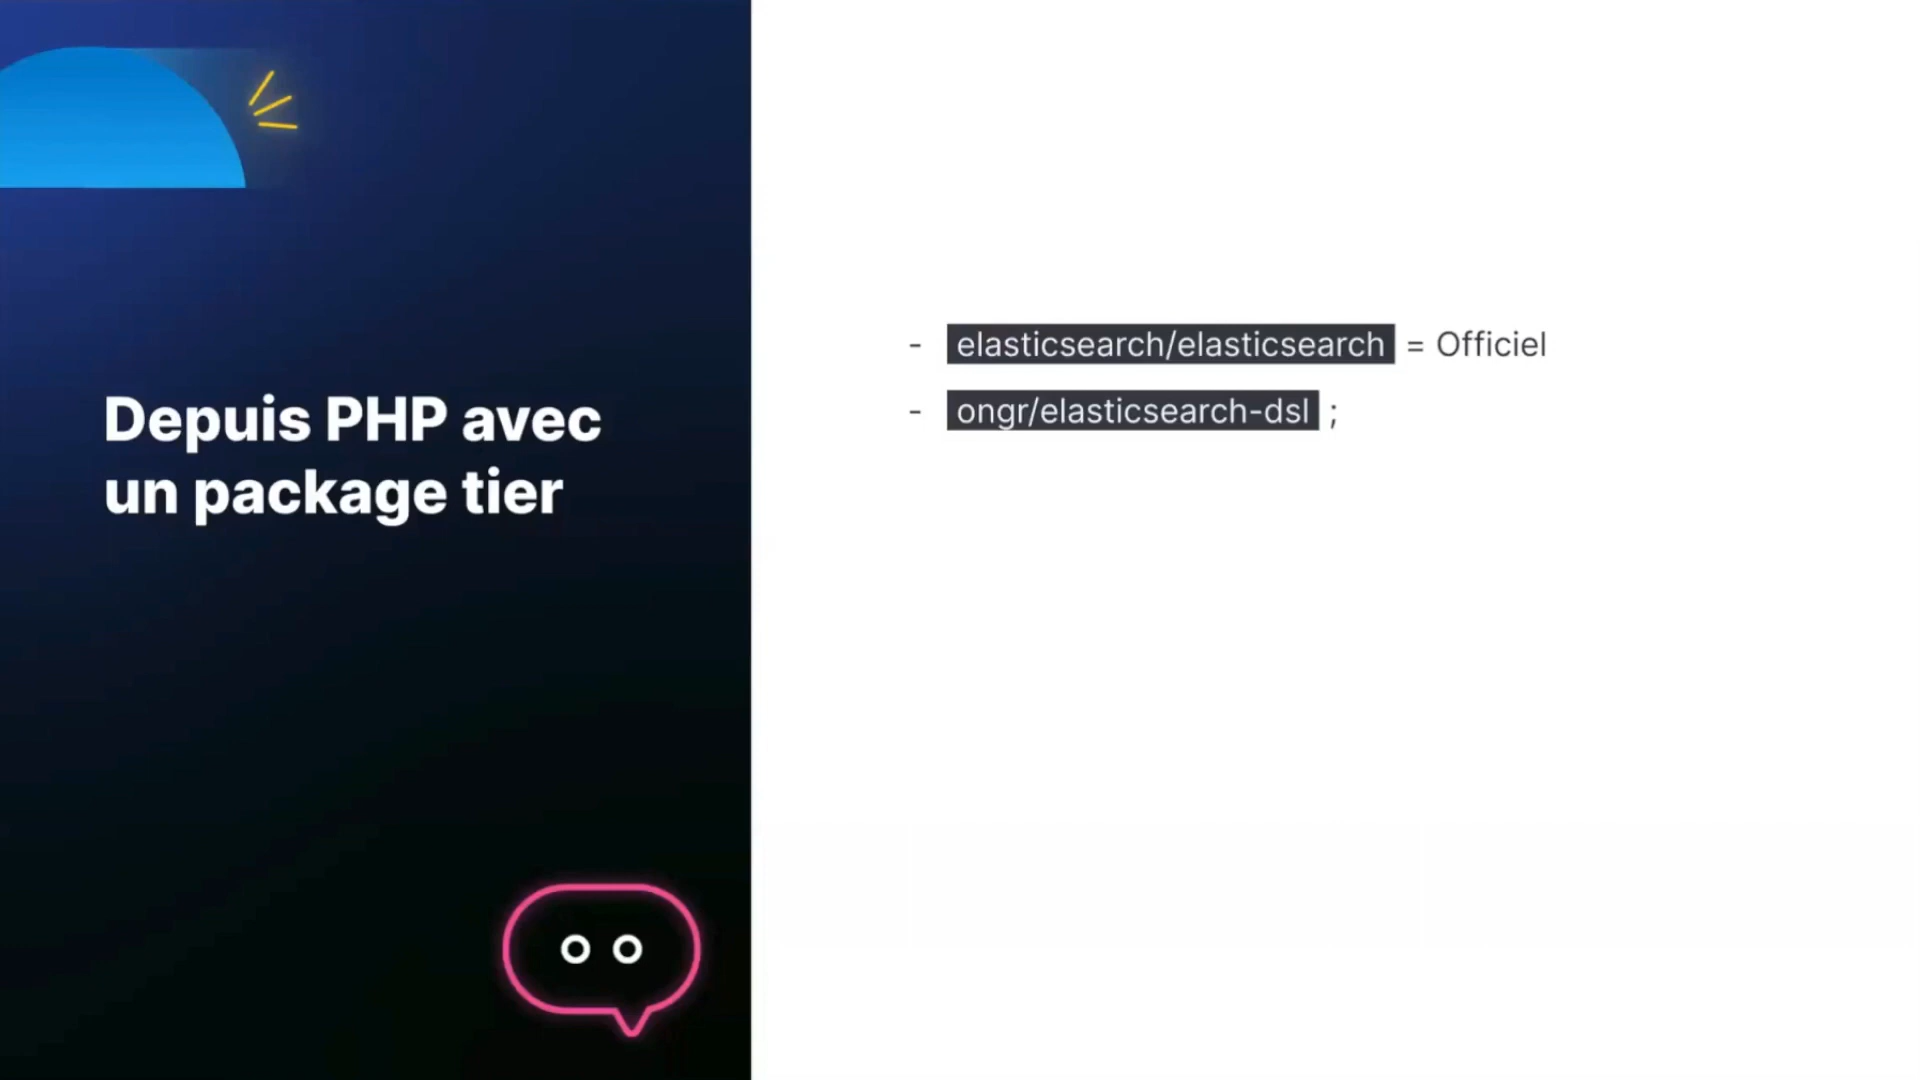 Depuis PHP avec
un package tier
- elasticsearch/elasticsearch = Officiel
- ongr/elasticsearch-dsl ;